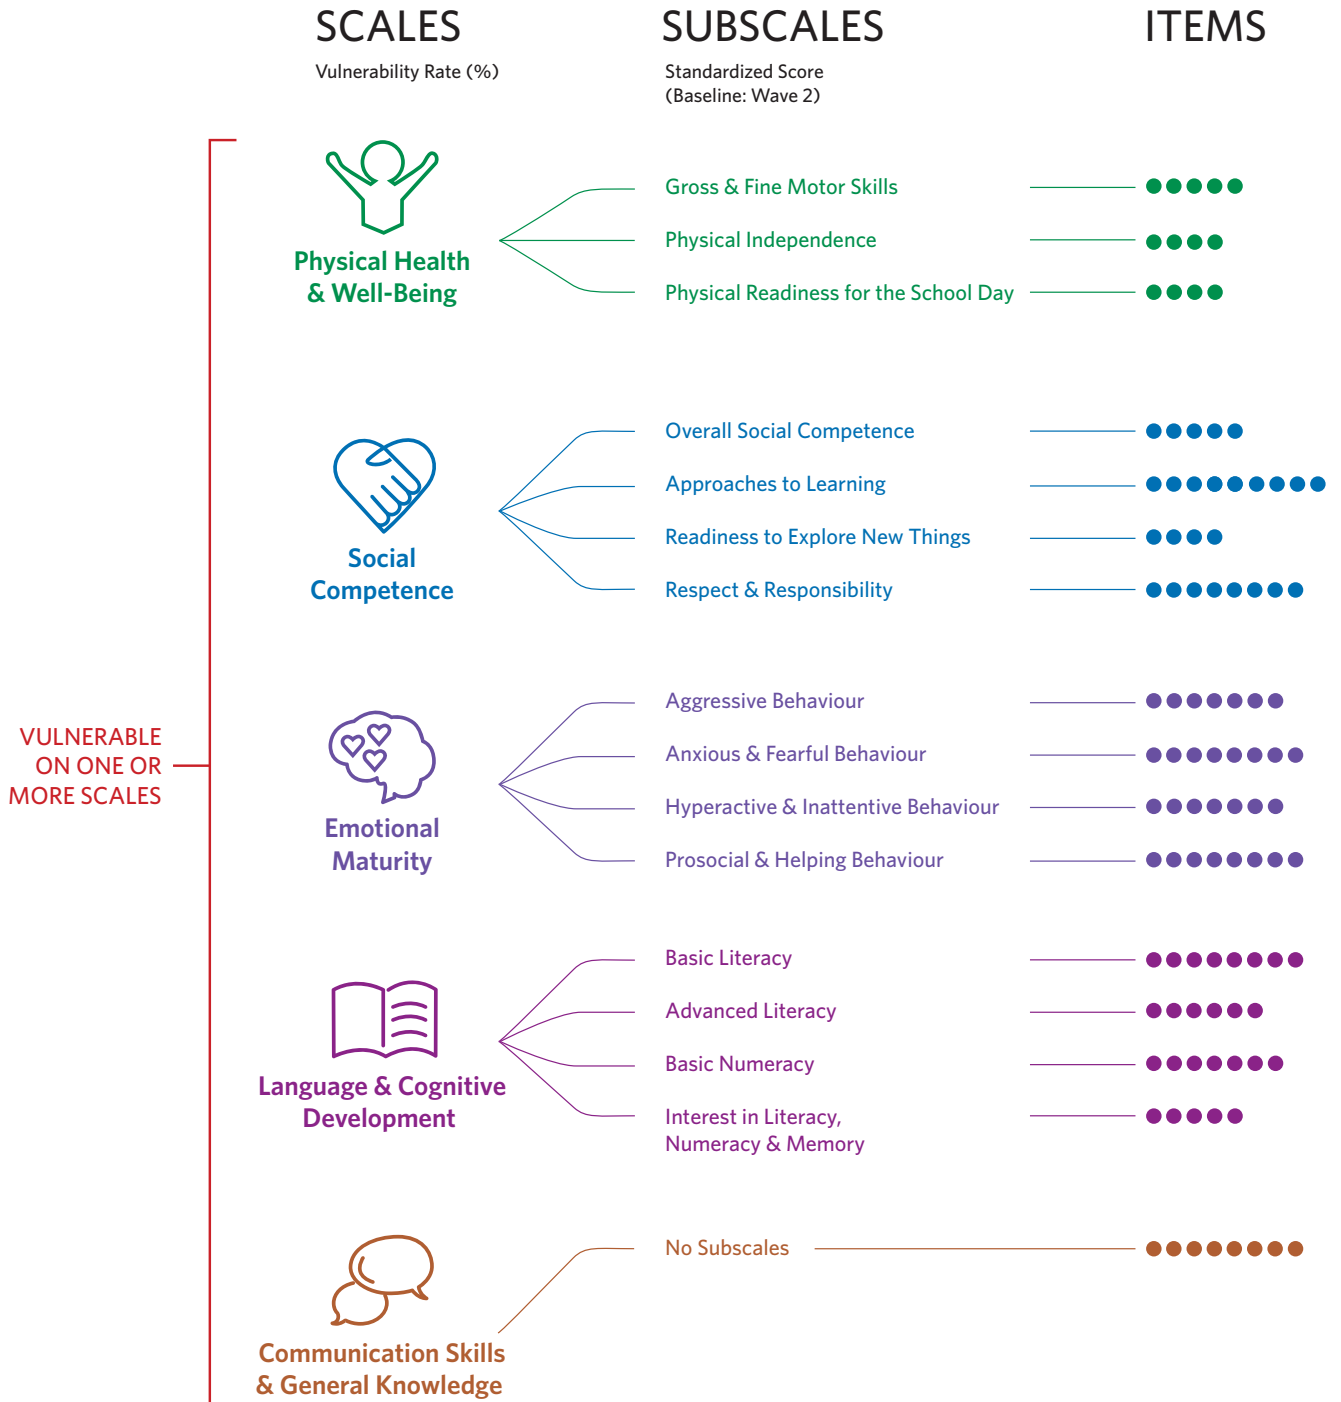 SCALES
Vulnerability Rate (%)
SUBSCALES
Standardized Score
(Baseline: Wave 2)
ITEMS
VULNERABLE
ON ONE OR
MORE SCALES
Physical Health
& Well-Being
Gross & Fine Motor Skills
Physical Independence
Physical Readiness for the School Day
Social
Competence
Overall Social Competence
Approaches to Learning
Readiness to Explore New Things
Respect & Responsibility
Emotional
Maturity
Aggressive Behaviour
Anxious & Fearful Behaviour
Hyperactive & Inattentive Behaviour
Prosocial & Helping Behaviour
Language & Cognitive
Development
Basic Literacy
Advanced Literacy
Basic Numeracy
Interest in Literacy,
Numeracy & Memory
Communication Skills
& General Knowledge
No Subscales